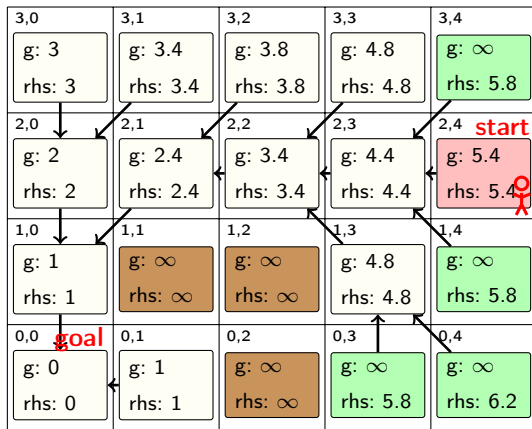 3,0 3,1 3,2 3,3 3,4
g: 3 g: 3.4 g: 3.8 g: 4.8 g: ∞
rhs: 3 rhs: 3.4 rhs: 3.8 rhs: 4.8 rhs: 5.8
2,0 2,1 2,2 2,3 2,4 start
g: 2 g: 2.4 g: 3.4 g: 4.4 g: 5.4
rhs: 2 rhs: 2.4 rhs: 3.4 rhs: 4.4 rhs: 5.4
1,0 1,1 1,2 1,3 1,4
g: 1 g: ∞ g: ∞ g: 4.8 g: ∞
rhs: 1 rhs: ∞ rhs: ∞ rhs: 4.8 rhs: 5.8
0,0 goal 0,1 0,2 0,3 0,4
g: 0 g: 1 g: ∞ g: ∞ g: ∞
rhs: 0 rhs: 1 rhs: ∞ rhs: 5.8 rhs: 6.2